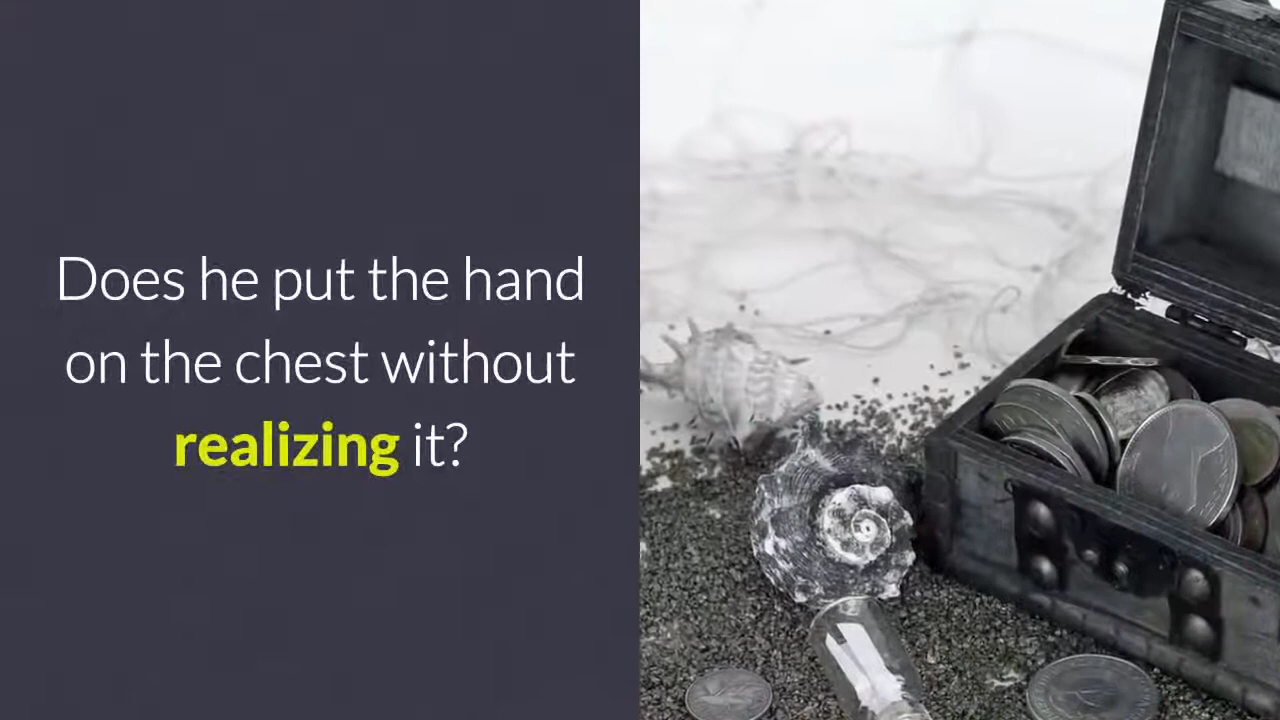 Does he put the hand
on the chest without
realizing it?